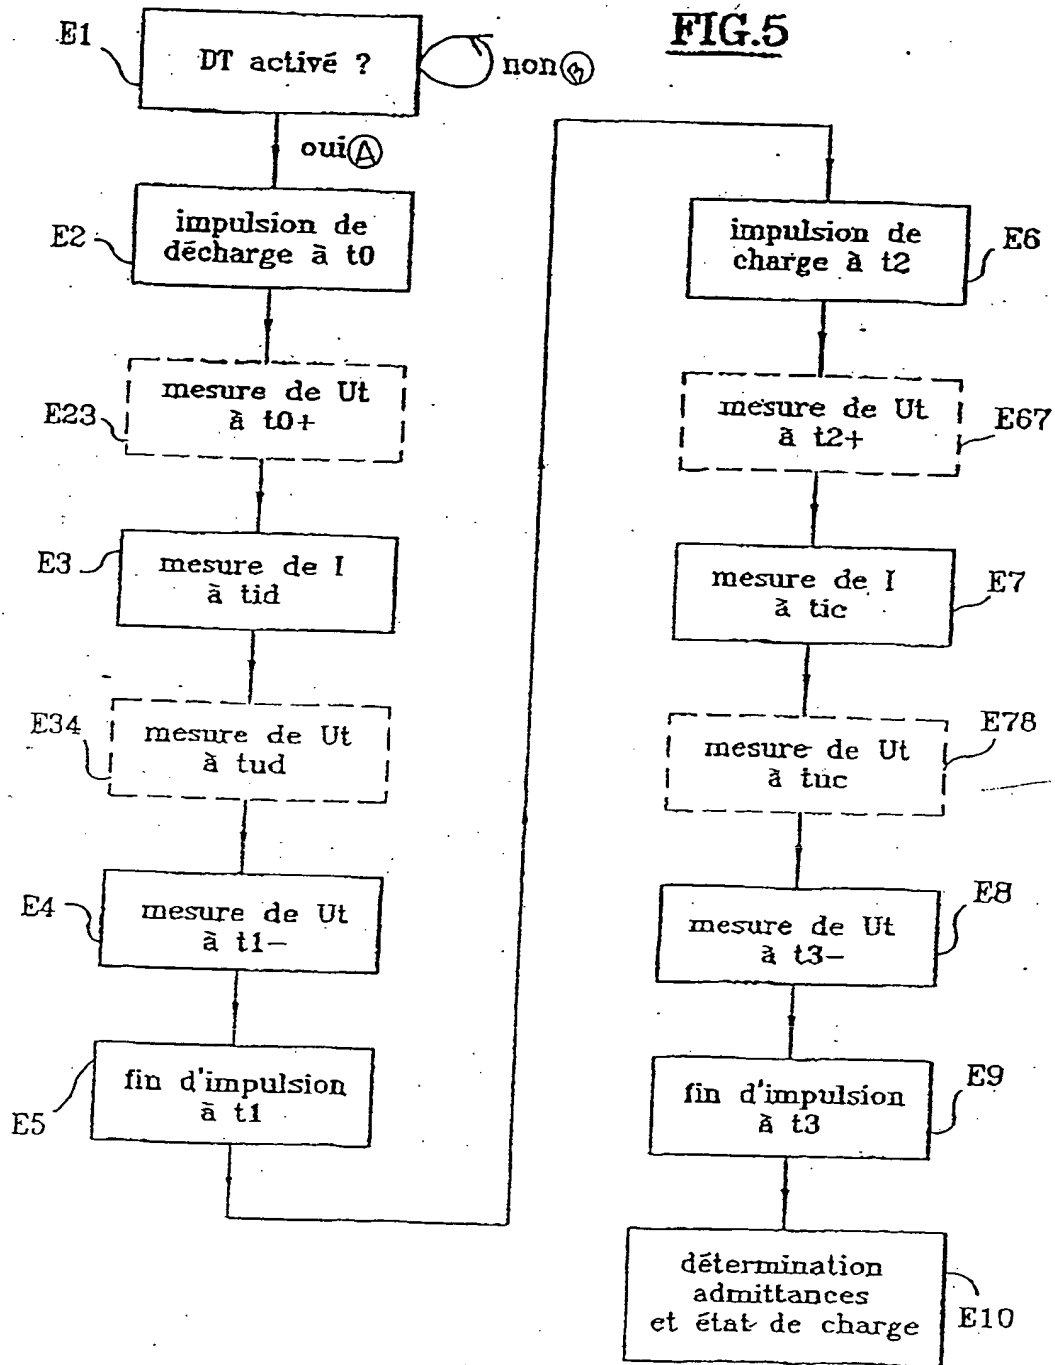 FIG.5
E1
DT activé ?
non Ⓑ
oui Ⓐ
E2
impulsion de
décharge à t0
E23
mesure de Ut
à t0+
E3
mesure de I
à tid
E34
mesure de Ut
à tud
E4
mesure de Ut
à t1-
E5
fin d'impulsion
à t1
impulsion de
charge à t2
E6
mesure de Ut
à t2+
E67
mesure de I
à tic
E7
mesure de Ut
à tuc
E78
mesure de Ut
à t3-
E8
fin d'impulsion
à t3
E9
détermination
admittances
et état de charge
E10